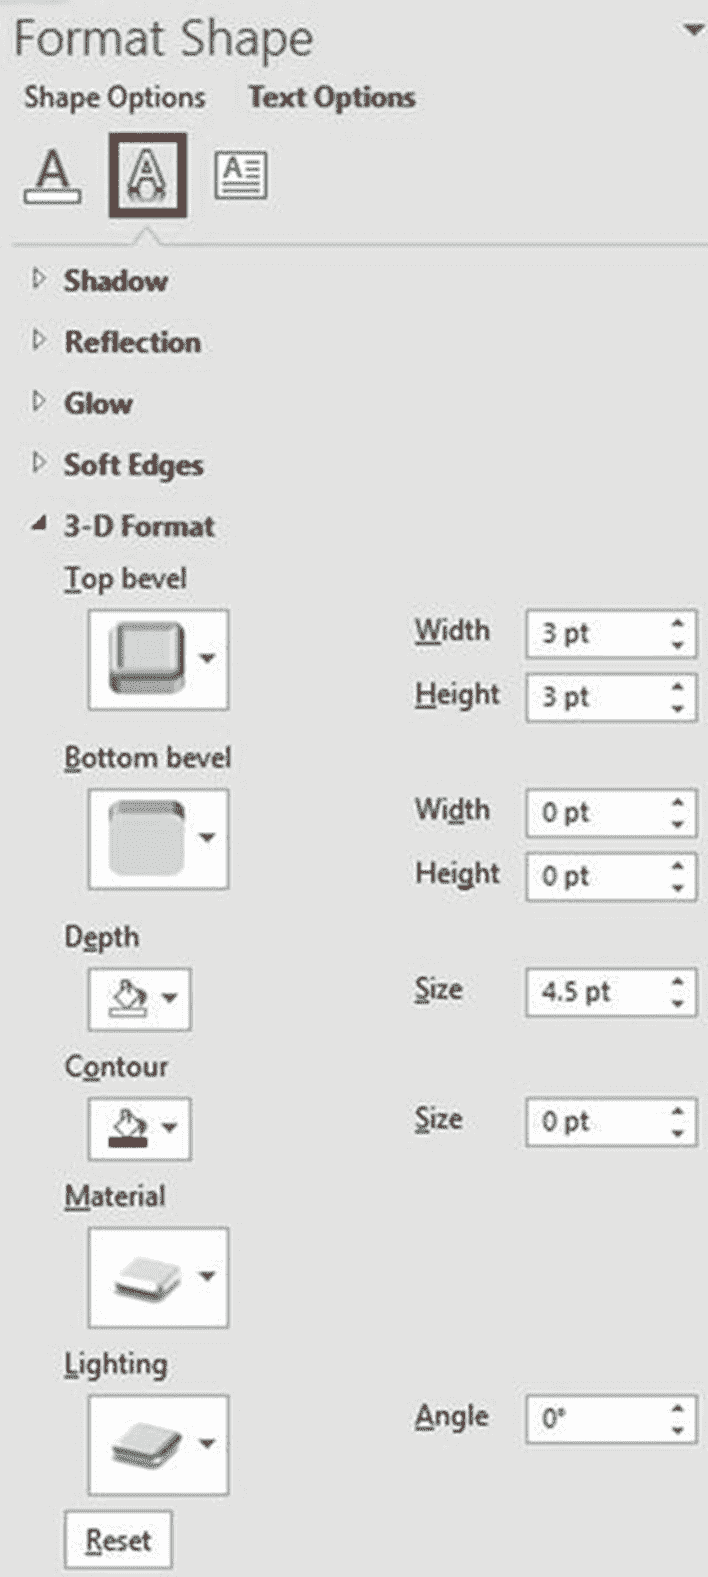 Format Shape
Shape Options Text Options
Shadow
Reflection
Glow
Soft Edges
3-D Format
Top bevel
Width 3 pt
Height 3 pt
Bottom bevel
Width 0 pt
Height 0 pt
Depth
Size 4.5 pt
Contour
Size 0 pt
Material
Lighting
Angle 0°
Reset